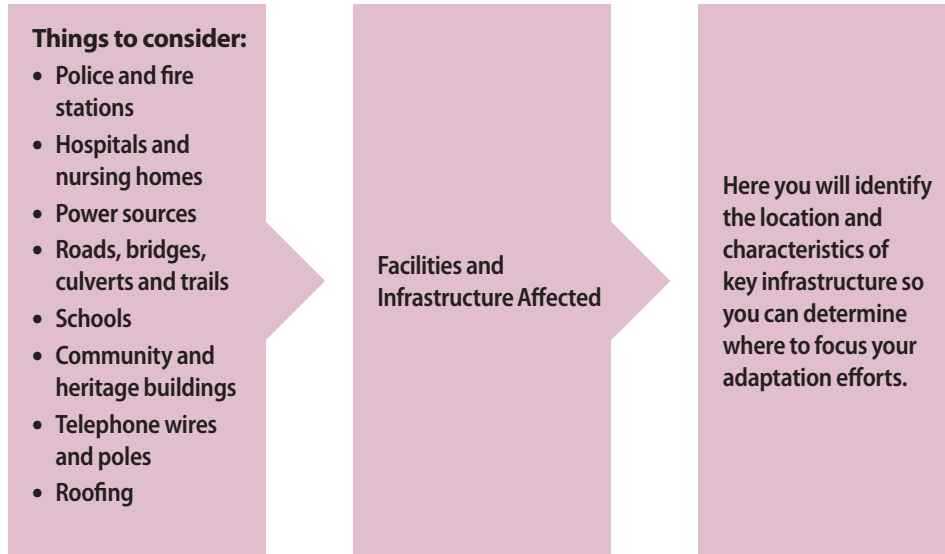 Things to consider:
• Police and fire
stations
• Hospitals and
nursing homes
• Power sources
• Roads, bridges,
culverts and trails
• Schools
• Community and
heritage buildings
• Telephone wires
and poles
• Roofing
Facilities and
Infrastructure Affected
Here you will identify
the location and
characteristics of
key infrastructure so
you can determine
where to focus your
adaptation efforts.